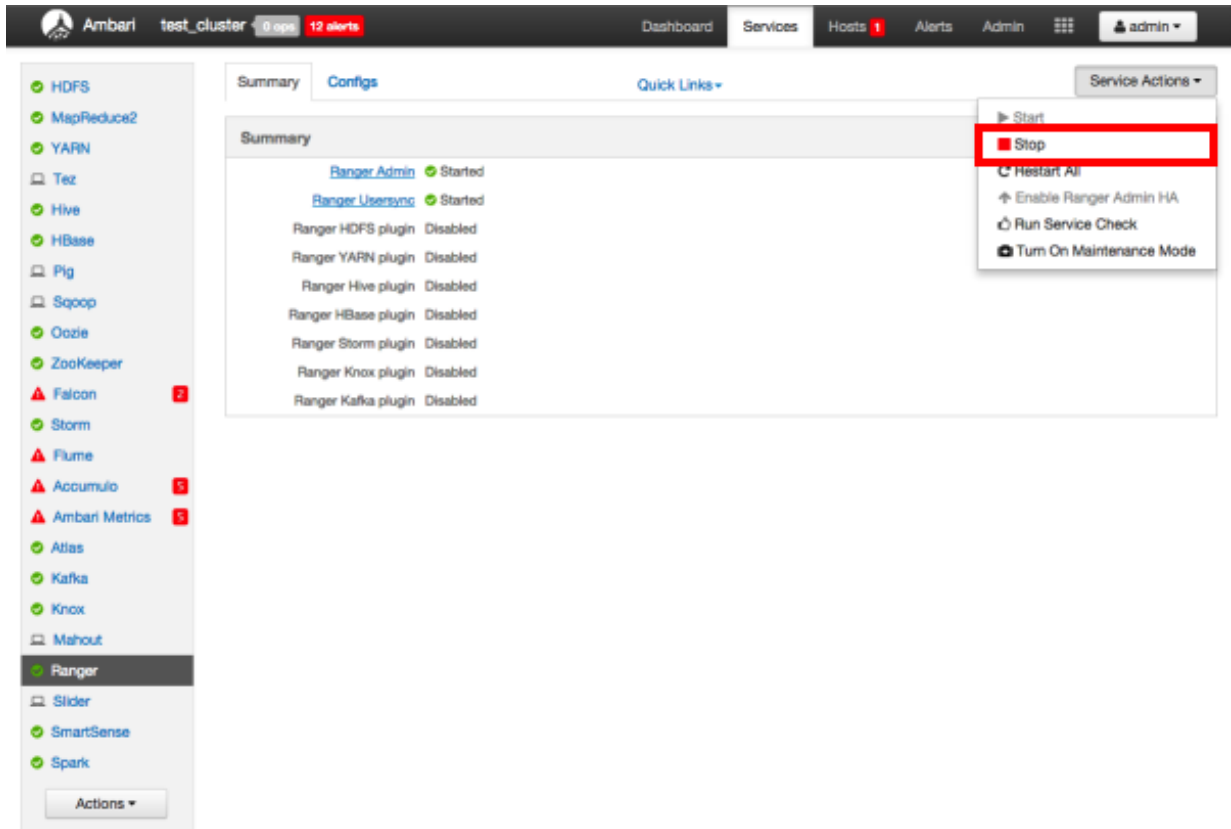 Ambari test_cluster 0 ops 12 alerts Dashboard Services Hosts 1 Alerts Admin admin
HDFS
MapReduce2
YARN
Tez
Hive
HBase
Pig
Sqoop
Oozie
ZooKeeper
Falcon 2
Storm
Flume
Accumulo 5
Ambari Metrics 5
Atlas
Kafka
Knox
Mahout
Ranger
Slider
SmartSense
Spark
Actions
Summary Configs Quick Links Service Actions
Start
Stop
Restart All
Enable Ranger Admin HA
Run Service Check
Turn On Maintenance Mode
Summary
Ranger Admin Started
Ranger Usersync Started
Ranger HDFS plugin Disabled
Ranger YARN plugin Disabled
Ranger Hive plugin Disabled
Ranger HBase plugin Disabled
Ranger Storm plugin Disabled
Ranger Knox plugin Disabled
Ranger Kafka plugin Disabled